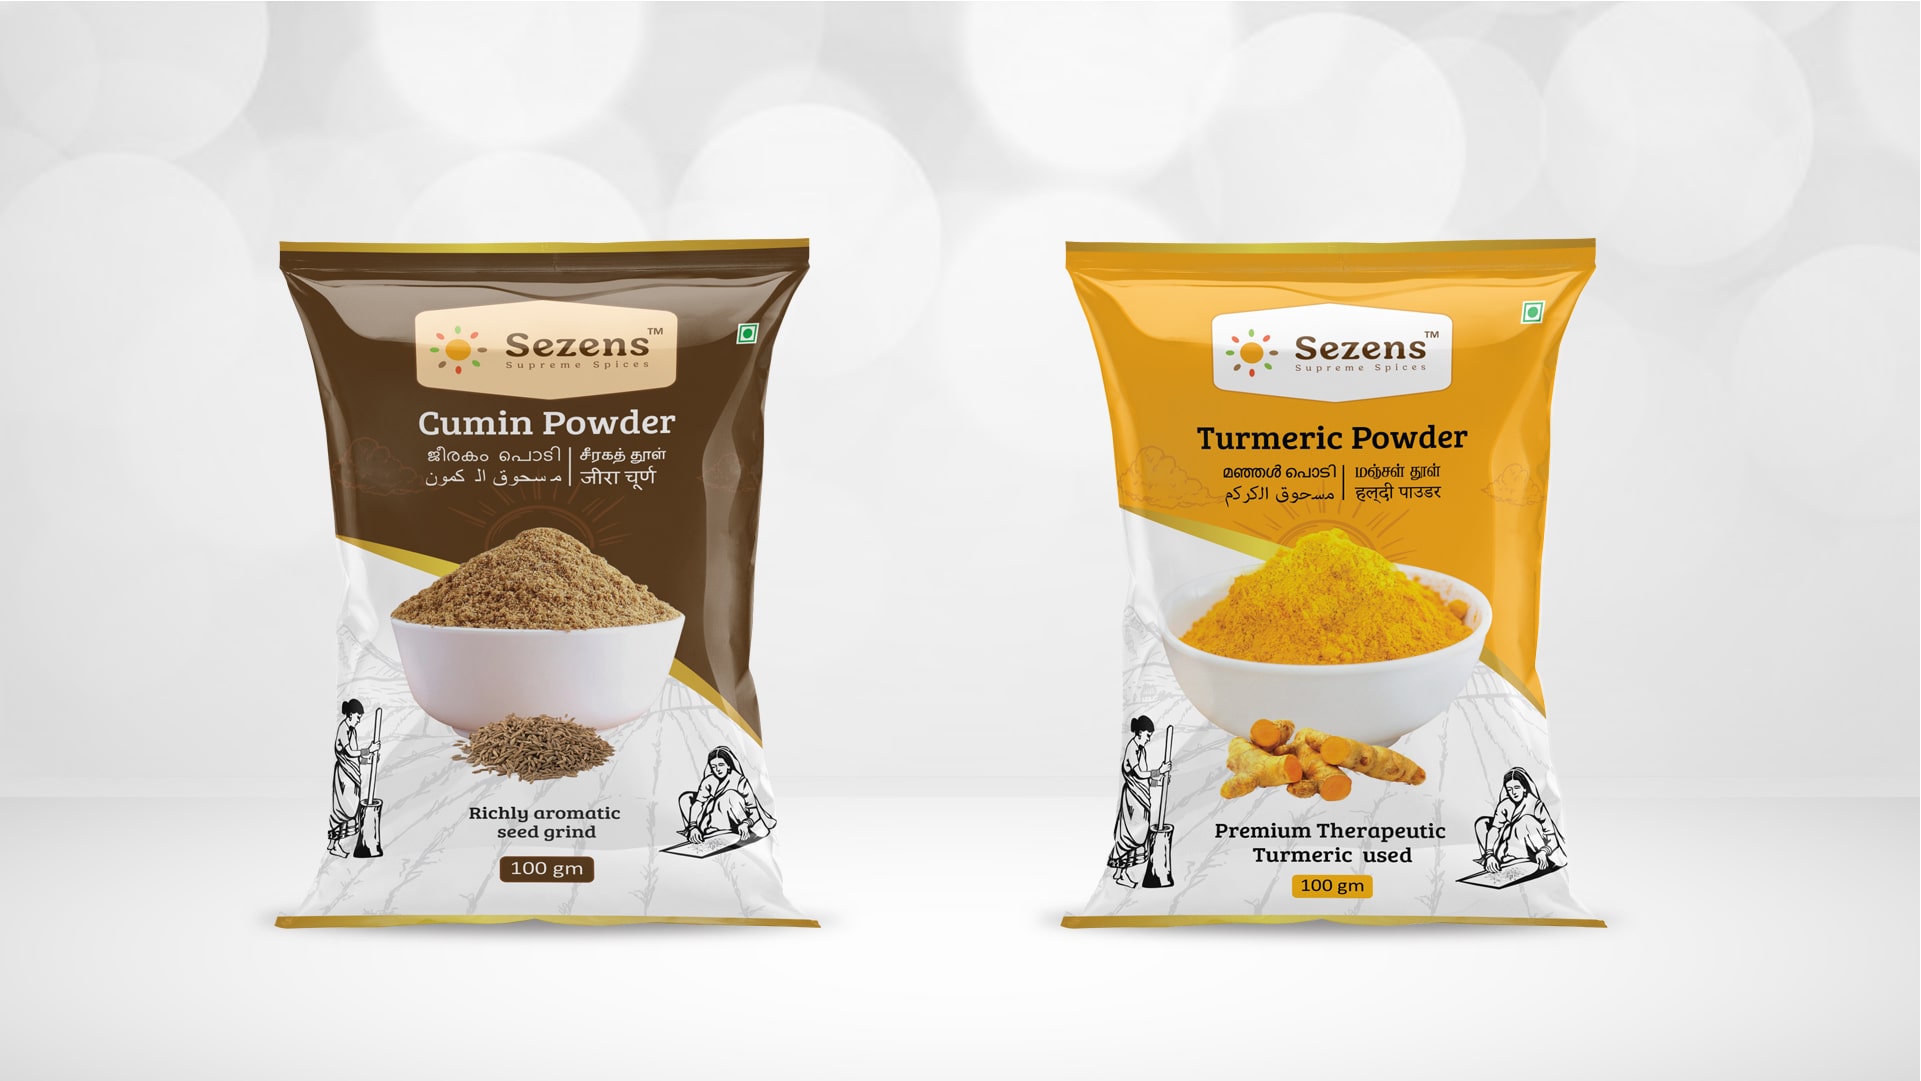 Sezens™
Supreme Spices
Cumin Powder
ജീരകം പൊടി | சீரகத் தூள்
مسحوق ال كمون | जीरा चूर्ण
Richly aromatic
seed grind
100 gm
Sezens™
Supreme Spices
Turmeric Powder
മഞ്ഞൾ പൊടി | மஞ்சள் தூள்
مسحوق الكركم | हल्दी पाउडर
Premium Therapeutic
Turmeric used
100 gm